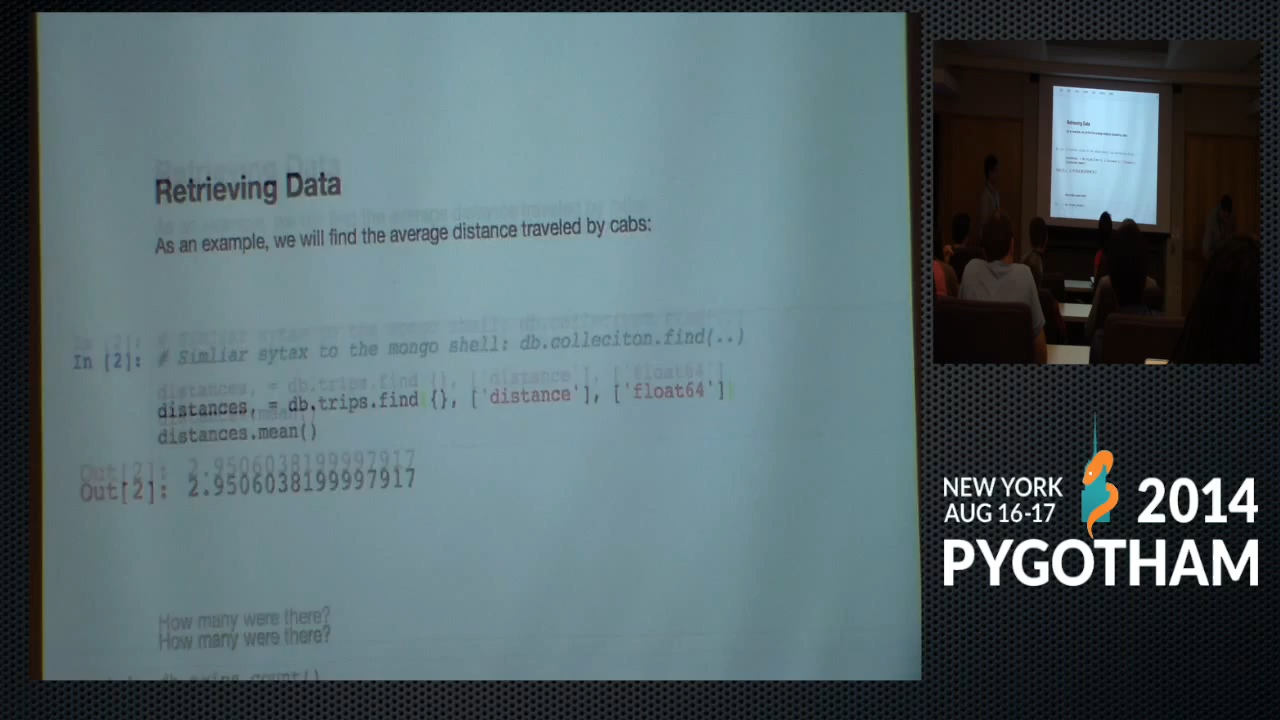 Retrieving Data
As an example, we will find the average distance traveled by cabs:
In [2]: # Simliar sytax to the mongo shell: db.colleciton.find(..)
distances, = db.trips.find({}, ['distance'], ['float64'])
distances.mean()
Out[2]: 2.9506038199997917
How many were there?
NEW YORK
AUG 16-17
2014
PYGOTHAM